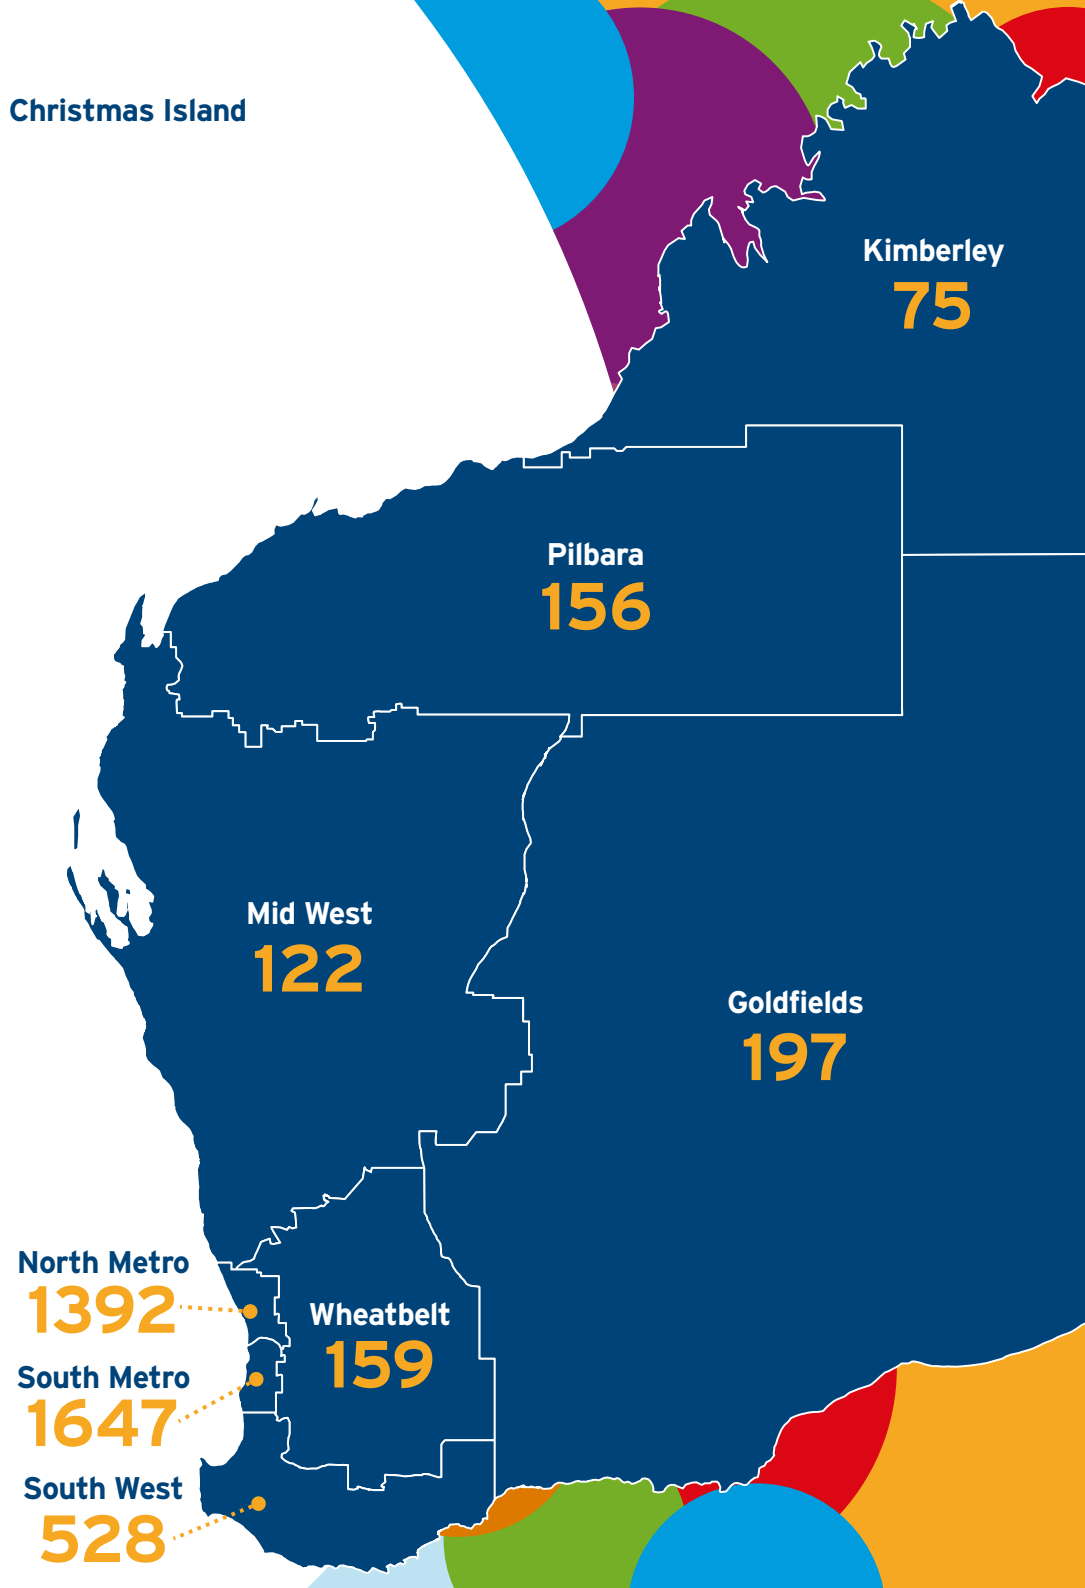 Christmas Island
Kimberley
75
Pilbara
156
Mid West
122
Goldfields
197
North Metro
1392
Wheatbelt
159
South Metro
1647
South West
528